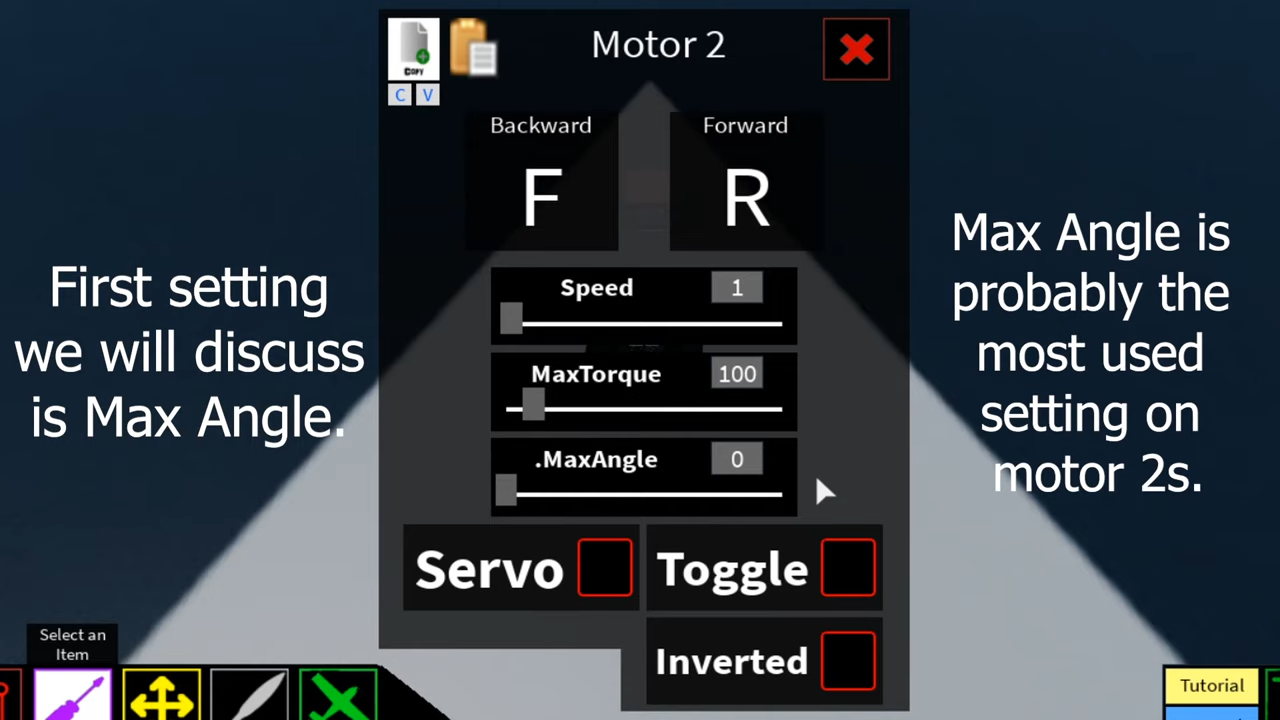 Motor 2
COPY
C V
Backward
Forward
F
R
Speed 1
MaxTorque 100
.MaxAngle 0
Servo
Toggle
Inverted
First setting
we will discuss
is Max Angle.
Max Angle is
probably the
most used
setting on
motor 2s.
Select an
Item
Tutorial